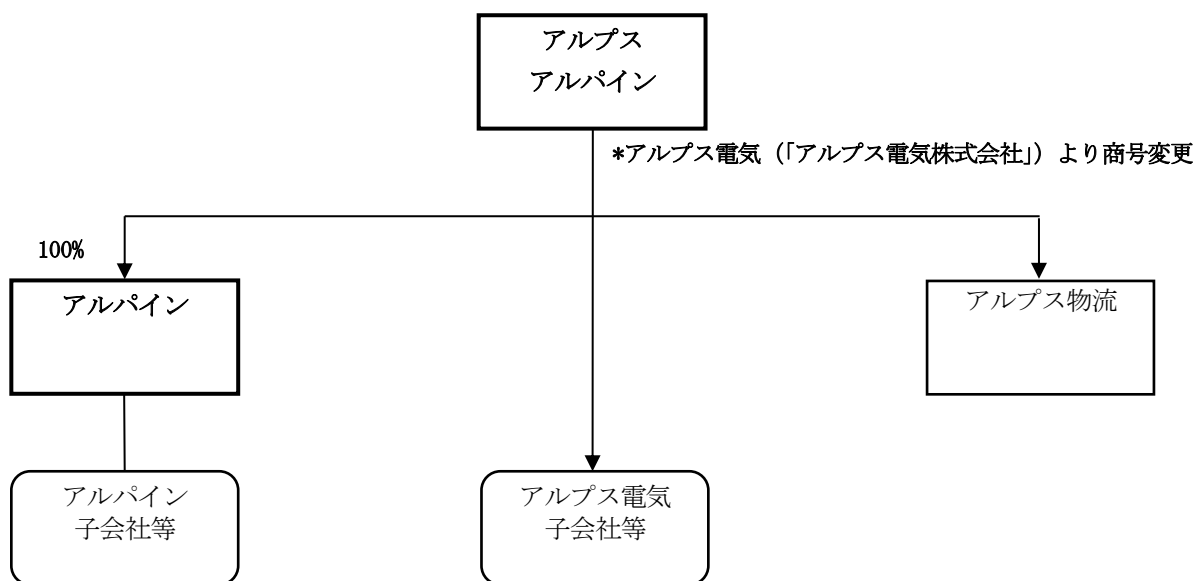 アルプス
アルパイン
*アルプス電気（「アルプス電気株式会社」）より商号変更
100%
アルパイン
アルプス物流
アルパイン
子会社等
アルプス電気
子会社等